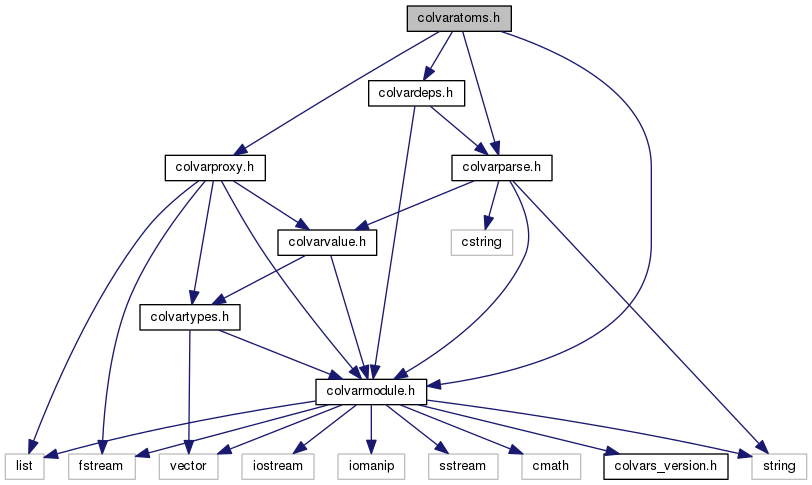 colvaratoms.h
colvardeps.h
colvarproxy.h
colvarparse.h
colvarvalue.h
cstring
colvartypes.h
colvarmodule.h
list
fstream
vector
iostream
iomanip
sstream
cmath
colvars_version.h
string